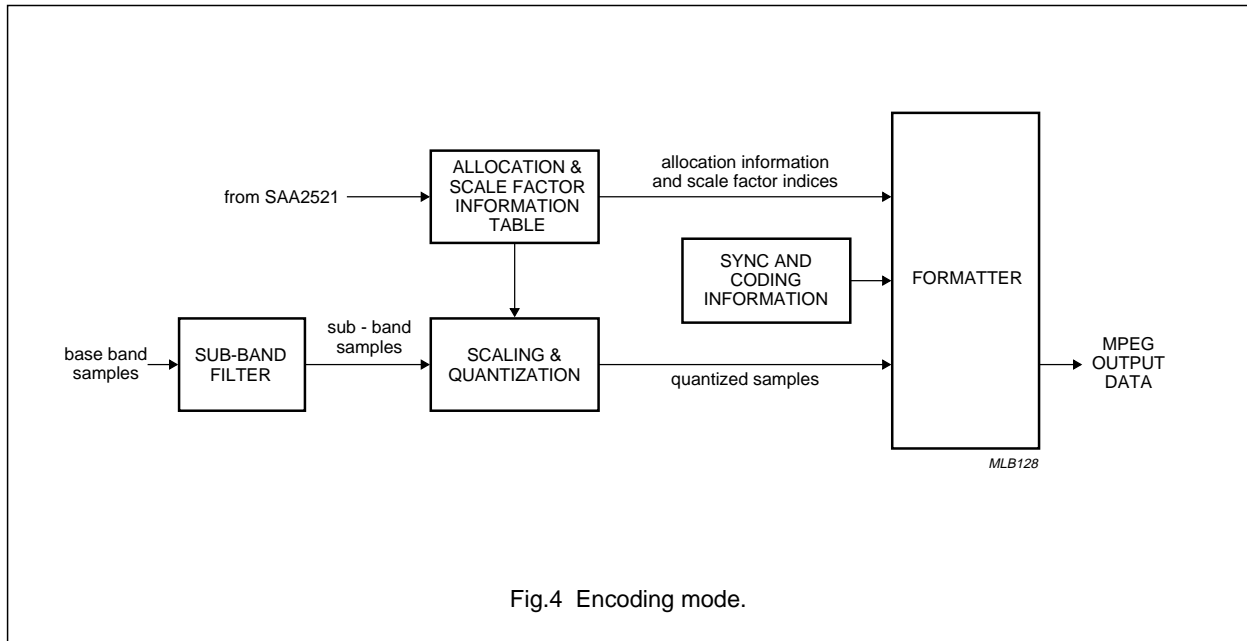 ALLOCATION &
SCALE FACTOR
INFORMATION
TABLE
from SAA2521
allocation information
and scale factor indices
SYNC AND
CODING
INFORMATION
FORMATTER
base band
samples
SUB-BAND
FILTER
sub - band
samples
SCALING &
QUANTIZATION
quantized samples
MPEG
OUTPUT
DATA
MLB128
Fig.4 Encoding mode.